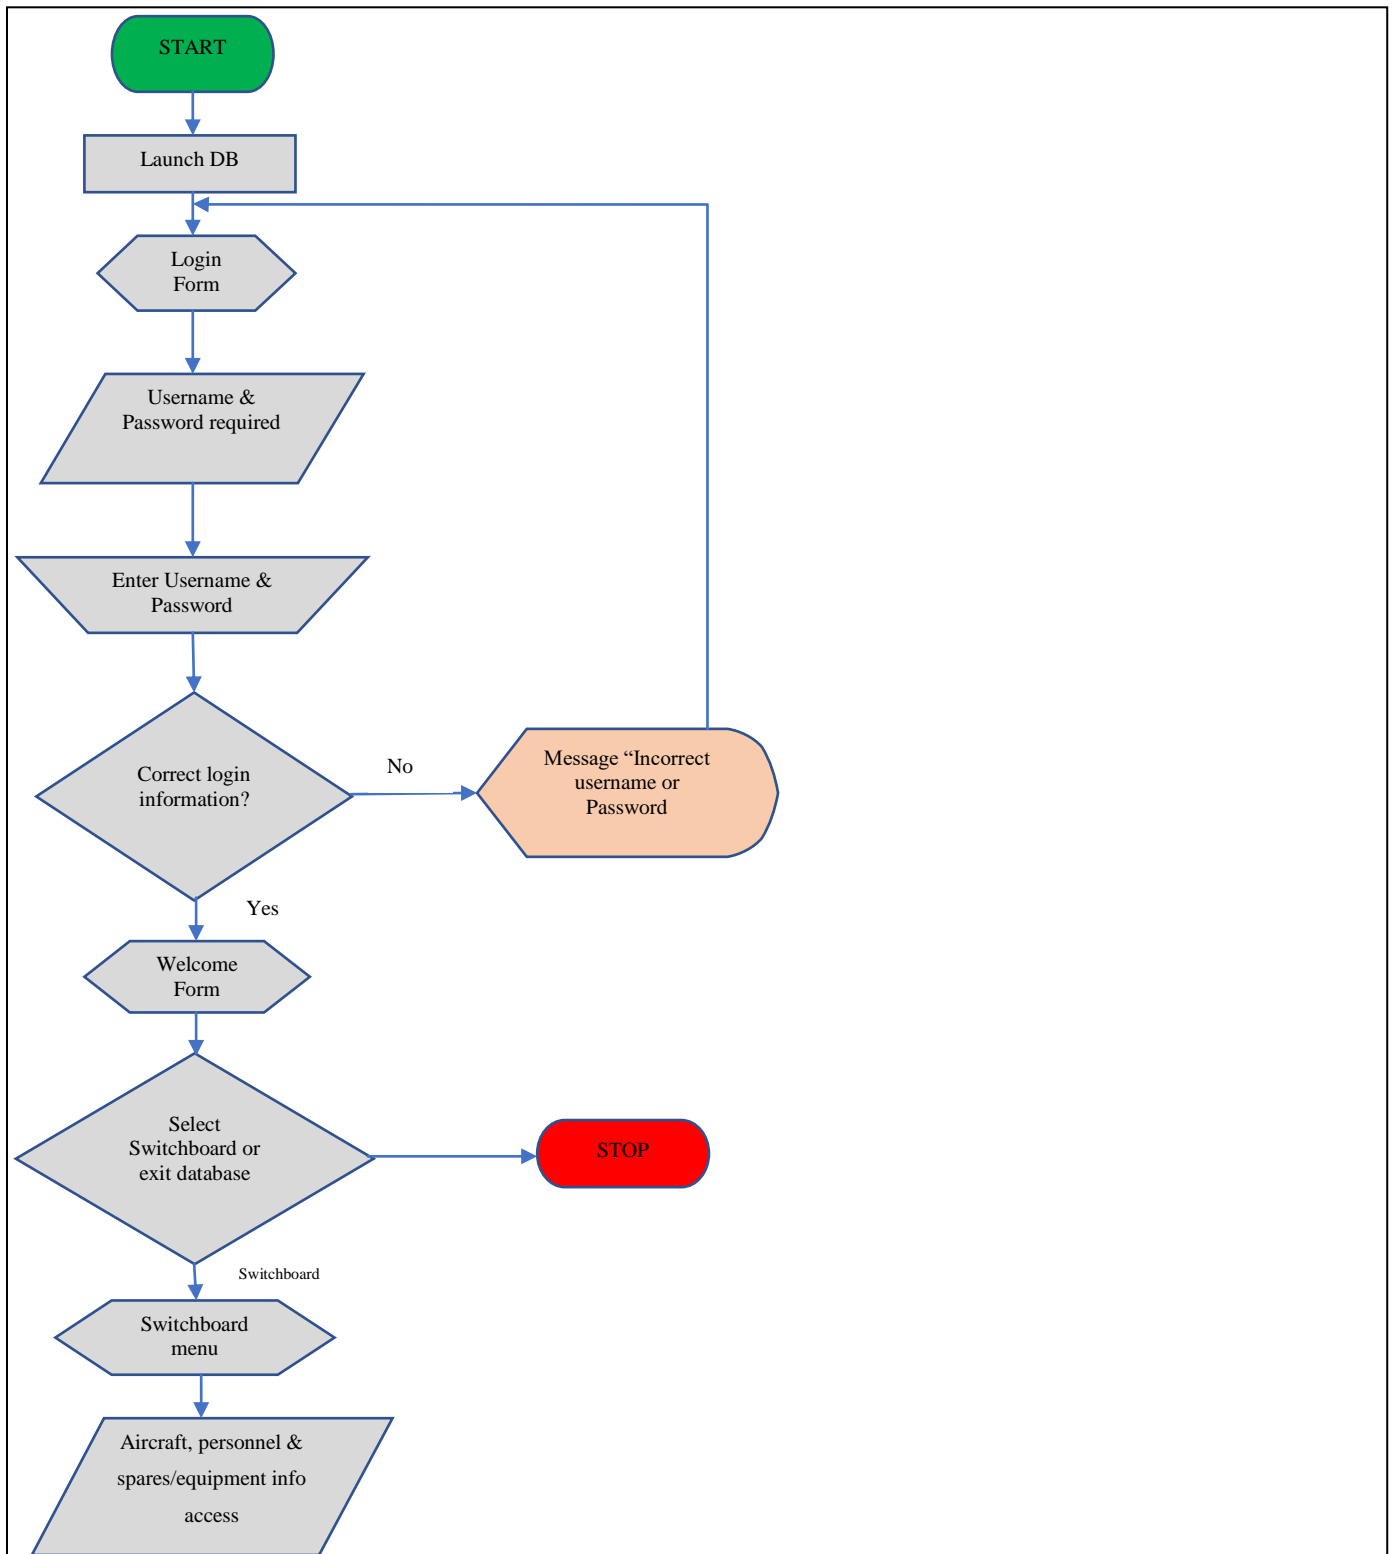 START
Launch DB
Login
Form
Username &
Password required
Enter Username &
Password
Correct login
information?
No
Message “Incorrect
username or
Password
Yes
Welcome
Form
Select
Switchboard or
exit database
STOP
Switchboard
Switchboard
menu
Aircraft, personnel &
spares/equipment info
access